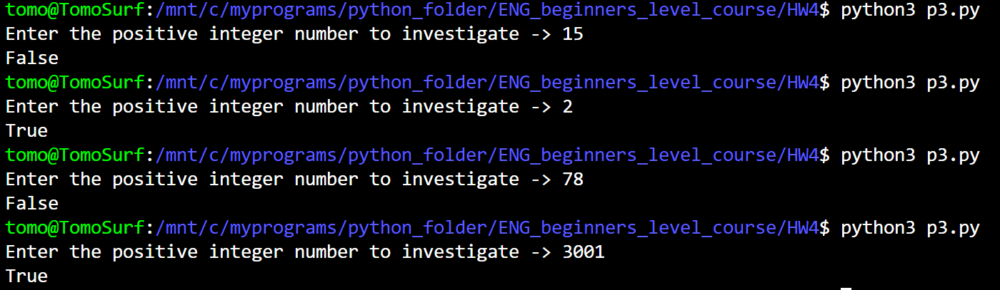 tomo@TomoSurf:/mnt/c/myprograms/python_folder/ENG_beginners_level_course/HW4$ python3 p3.py
Enter the positive integer number to investigate -> 15
False
tomo@TomoSurf:/mnt/c/myprograms/python_folder/ENG_beginners_level_course/HW4$ python3 p3.py
Enter the positive integer number to investigate -> 2
True
tomo@TomoSurf:/mnt/c/myprograms/python_folder/ENG_beginners_level_course/HW4$ python3 p3.py
Enter the positive integer number to investigate -> 78
False
tomo@TomoSurf:/mnt/c/myprograms/python_folder/ENG_beginners_level_course/HW4$ python3 p3.py
Enter the positive integer number to investigate -> 3001
True